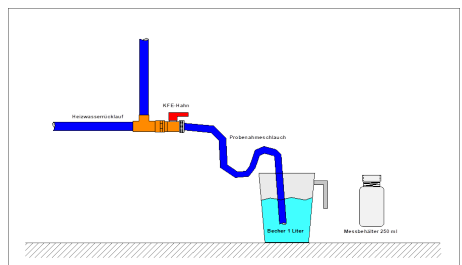 KFE-Hahn
Heizwasserrücklauf
Probenahmeschlauch
Becher 1 Liter
Messbehälter 250 ml